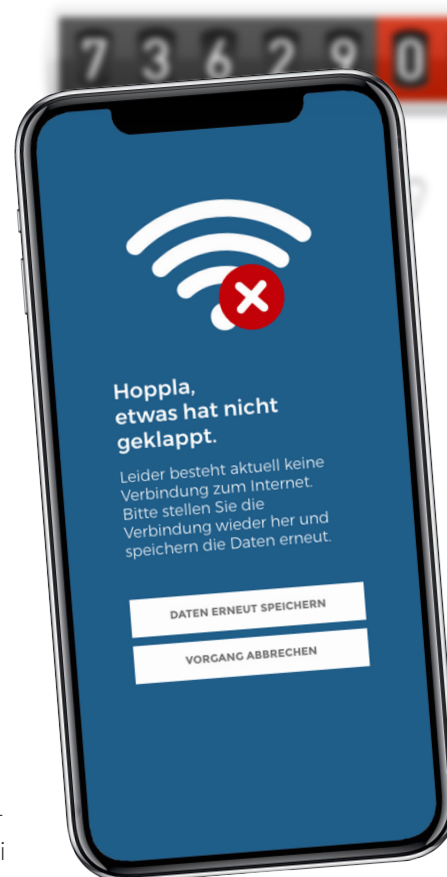 7 3 6 2 9 0
Hoppla,
etwas hat nicht
geklappt.
Leider besteht aktuell keine
Verbindung zum Internet.
Bitte stellen Sie die
Verbindung wieder her und
speichern die Daten erneut.
DATEN ERNEUT SPEICHERN
VORGANG ABBRECHEN
i